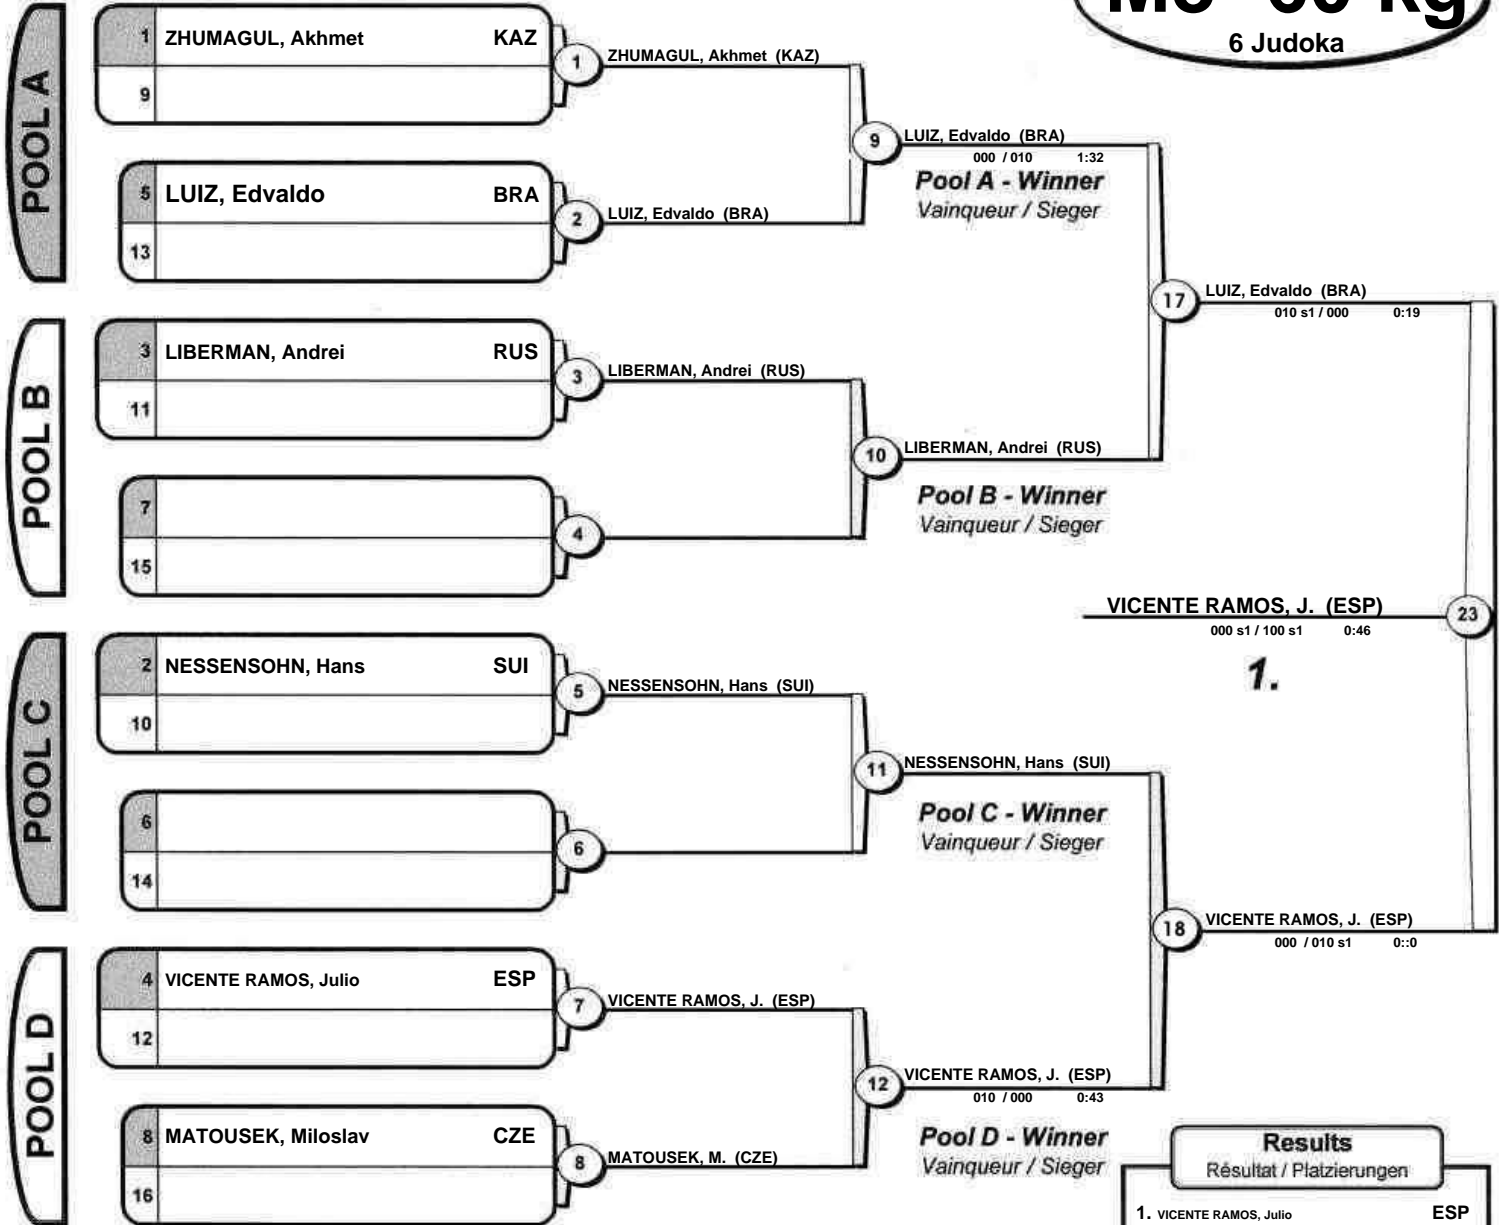 M8 -60 kg
6 Judoka
POOL A
1 ZHUMAGUL, Akhmet KAZ
9
5 LUIZ, Edvaldo BRA
13
1 ZHUMAGUL, Akhmet (KAZ)
2 LUIZ, Edvaldo (BRA)
9 LUIZ, Edvaldo (BRA)
000 / 010 1:32
Pool A - Winner
Vainqueur / Sieger
POOL B
3 LIBERMAN, Andrei RUS
11
7
15
3 LIBERMAN, Andrei (RUS)
4
10 LIBERMAN, Andrei (RUS)
Pool B - Winner
Vainqueur / Sieger
17 LUIZ, Edvaldo (BRA)
010 s1 / 000 0:19
VICENTE RAMOS, J. (ESP) 23
000 s1 / 100 s1 0:46
1.
POOL C
2 NESSENSOHN, Hans SUI
10
6
14
5 NESSENSOHN, Hans (SUI)
6
11 NESSENSOHN, Hans (SUI)
Pool C - Winner
Vainqueur / Sieger
18 VICENTE RAMOS, J. (ESP)
000 / 010 s1 0::0
POOL D
4 VICENTE RAMOS, Julio ESP
12
8 MATOUSEK, Miloslav CZE
16
7 VICENTE RAMOS, J. (ESP)
8 MATOUSEK, M. (CZE)
12 VICENTE RAMOS, J. (ESP)
010 / 000 0:43
Pool D - Winner
Vainqueur / Sieger
Results
Résultat / Platzierungen
1. VICENTE RAMOS, Julio ESP